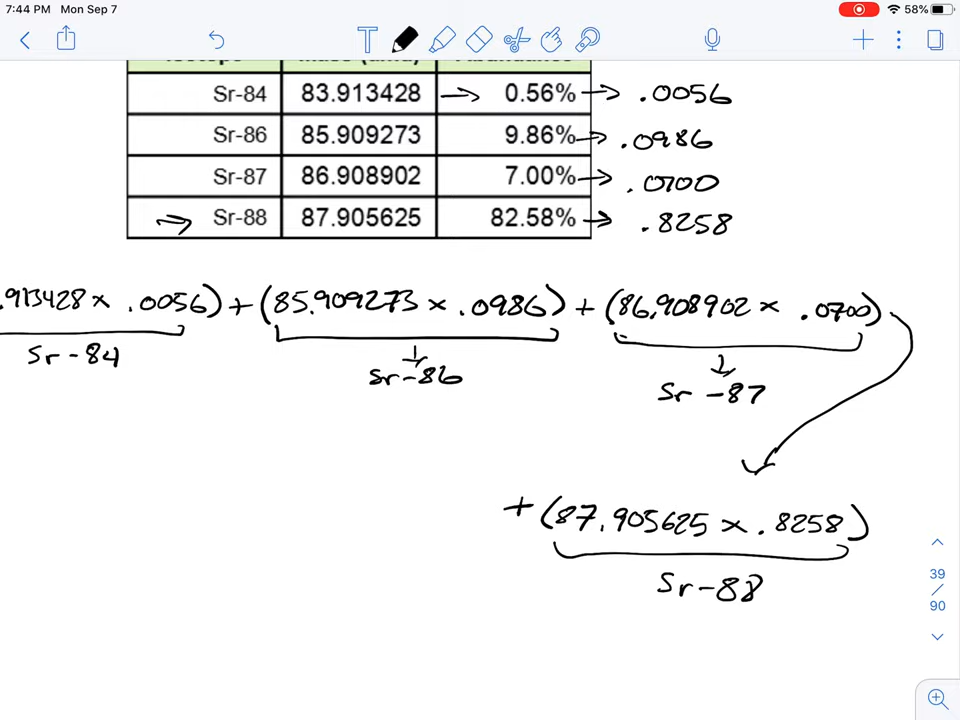 7:44 PM Mon Sep 7 58%
Sr-84 83.913428 → 0.56% → .0056
Sr-86 85.909273 9.86% → .0986
Sr-87 86.908902 7.00% → .0700
→ Sr-88 87.905625 82.58% → .8258
.913428 x .0056) + (85.909273 x .0986) + (86.908902 x .0700)
Sr-84
Sr-86
Sr-87
+ (87.905625 x .8258)
Sr-88
39
/
90